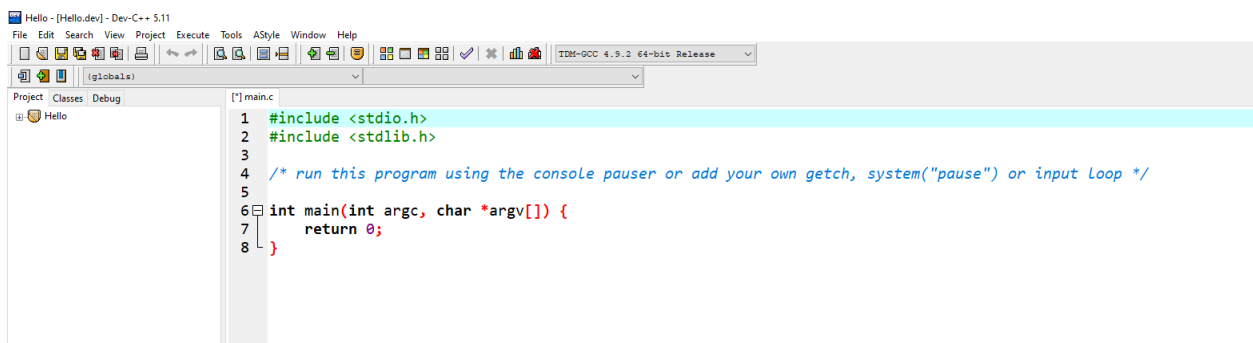 Hello - [Hello.dev] - Dev-C++ 5.11
File Edit Search View Project Execute Tools AStyle Window Help
TDM-GCC 4.9.2 64-bit Release
(globals)
Project Classes Debug
[*] main.c
Hello
1 #include <stdio.h>
2 #include <stdlib.h>
3
4 /* run this program using the console pauser or add your own getch, system("pause") or input loop */
5
6 int main(int argc, char *argv[]) {
7 return 0;
8 }